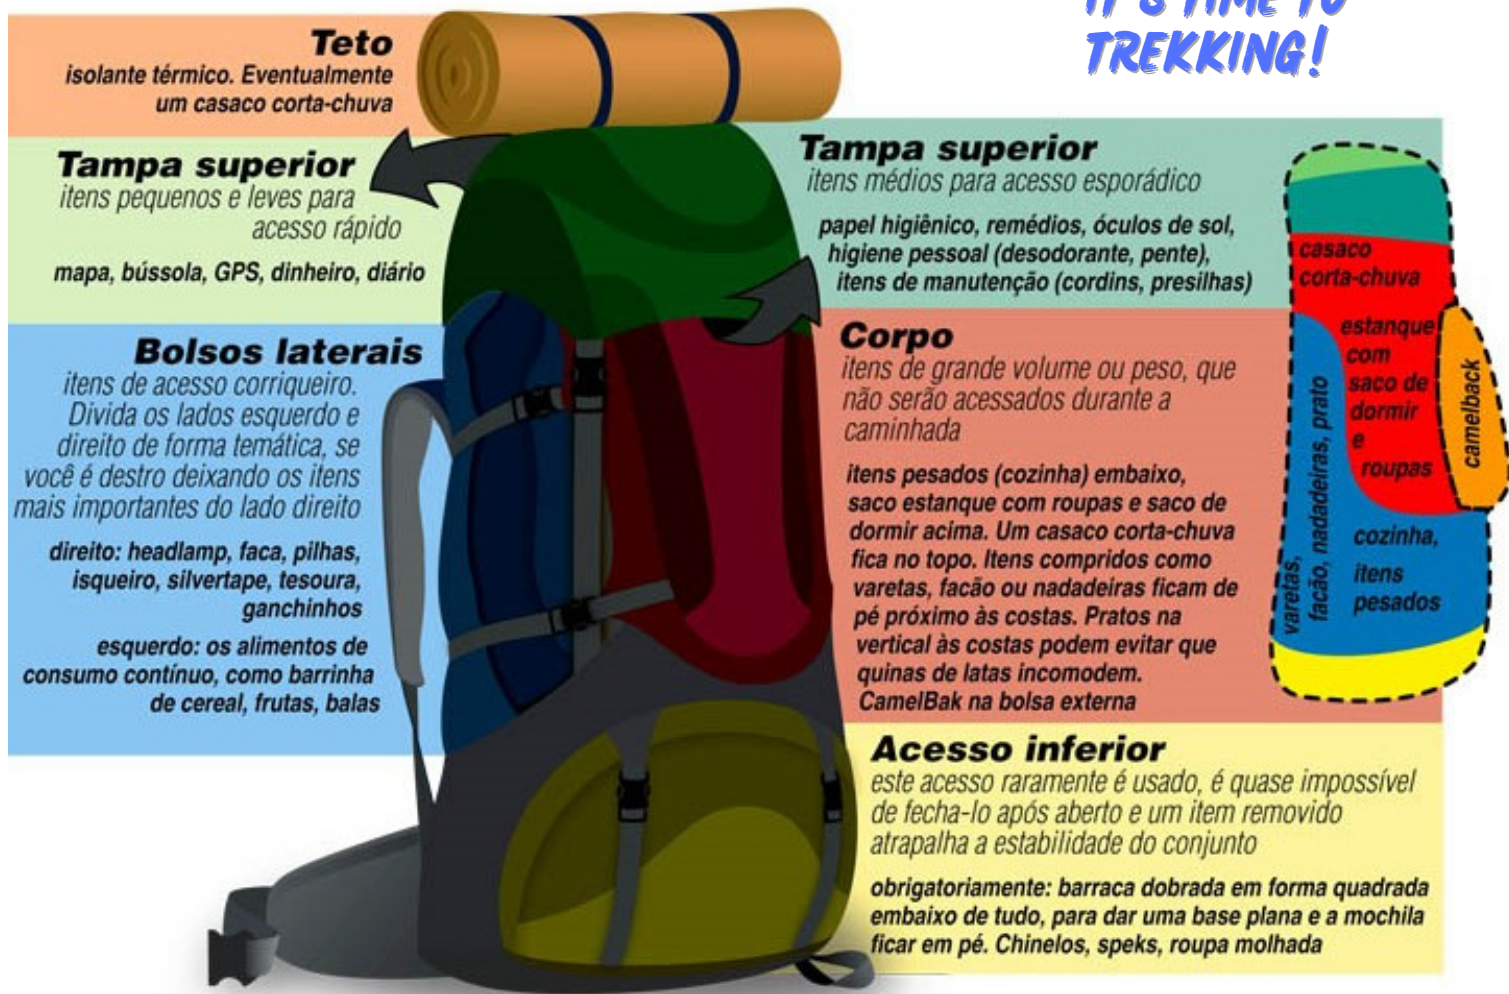 IT'S TIME TO
TREKKING!
Teto
isolante térmico. Eventualmente
um casaco corta-chuva
Tampa superior
itens pequenos e leves para
acesso rápido
mapa, bússola, GPS, dinheiro, diário
Bolsos laterais
itens de acesso corriqueiro.
Divida os lados esquerdo e
direito de forma temática, se
você é destro deixando os itens
mais importantes do lado direito
direito: headlamp, faca, pilhas,
isqueiro, silvertape, tesoura,
ganchinhos
esquerdo: os alimentos de
consumo contínuo, como barrinha
de cereal, frutas, balas
Tampa superior
itens médios para acesso esporádico
papel higiênico, remédios, óculos de sol,
higiene pessoal (desodorante, pente),
itens de manutenção (cordins, presilhas)
Corpo
itens de grande volume ou peso, que
não serão acessados durante a
caminhada
itens pesados (cozinha) embaixo,
saco estanque com roupas e saco de
dormir acima. Um casaco corta-chuva
fica no topo. Itens compridos como
varetas, facão ou nadadeiras ficam de
pé próximo às costas. Pratos na
vertical às costas podem evitar que
quinas de latas incomodem.
CamelBak na bolsa externa
Acesso inferior
este acesso raramente é usado, é quase impossível
de fecha-lo após aberto e um item removido
atrapalha a estabilidade do conjunto
obrigatoriamente: barraca dobrada em forma quadrada
embaixo de tudo, para dar uma base plana e a mochila
ficar em pé. Chinelos, speks, roupa molhada
casaco
corta-chuva
estanque
com
saco de
dormir
e
roupas
camelback
varetas,
facão, nadadeiras, prato
cozinha,
itens
pesados